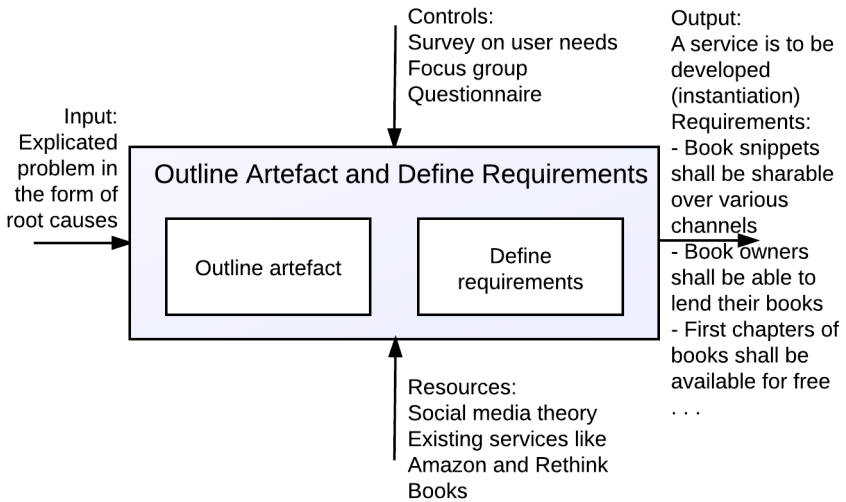 Controls:
Survey on user needs
Focus group
Questionnaire
Output:
A service is to be
developed
(instantiation)
Requirements:
- Book snippets
shall be sharable
over various
channels
- Book owners
shall be able to
lend their books
- First chapters of
books shall be
available for free
. . .
Input:
Explicated
problem in
the form of
root causes
Outline Artefact and Define Requirements
Outline artefact
Define
requirements
Resources:
Social media theory
Existing services like
Amazon and Rethink
Books